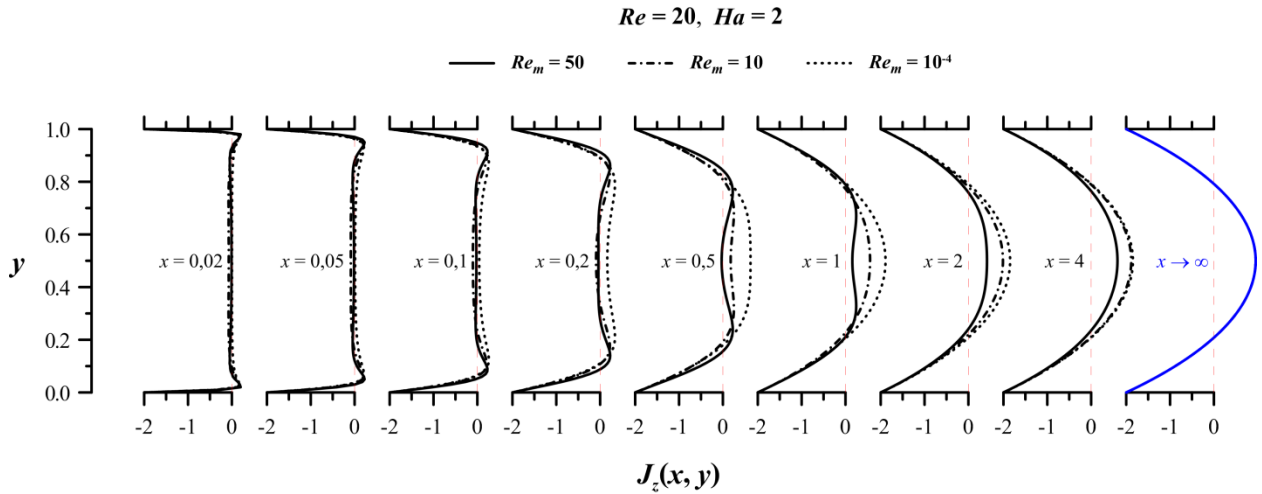 Re = 20, Ha = 2
Re_m = 50 Re_m = 10 Re_m = 10⁻⁴
1.0
0.8
0.6
y x = 0,02 x = 0,05 x = 0,1 x = 0,2 x = 0,5 x = 1 x = 2 x = 4 x → ∞
0.4
0.2
0.0
-2 -1 0 -2 -1 0 -2 -1 0 -2 -1 0 -2 -1 0 -2 -1 0 -2 -1 0 -2 -1 0 -2 -1 0
J_z(x, y)